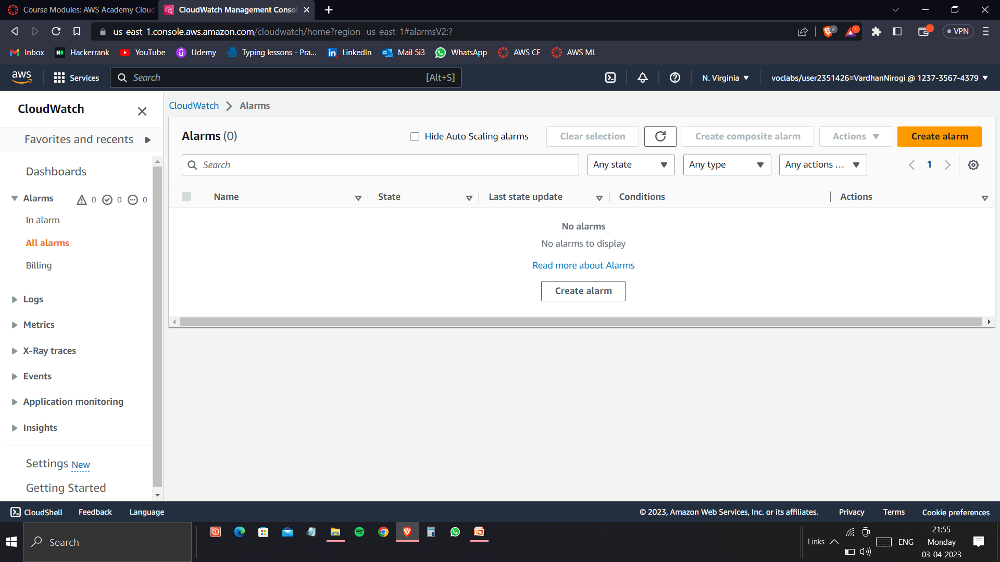 Course Modules: AWS Academy Cloud
CloudWatch Management Consol
us-east-1.console.aws.amazon.com/cloudwatch/home?region=us-east-1#alarmsV2:?
2
1
VPN
Inbox
Hackerrank
YouTube
Udemy
Typing lessons - Pra...
LinkedIn
Mail 5i3
WhatsApp
AWS CF
AWS ML
aws
Services
Search
[Alt+S]
N. Virginia
voclabs/user2351426=VardhanNirogi @ 1237-3567-4379
CloudWatch
Favorites and recents
Dashboards
Alarms 0 0 0
In alarm
All alarms
Billing
Logs
Metrics
X-Ray traces
Events
Application monitoring
Insights
Settings New
Getting Started
CloudWatch
Alarms
Alarms (0)
Hide Auto Scaling alarms
Clear selection
Create composite alarm
Actions
Create alarm
Search
Any state
Any type
Any actions ...
1
Name
State
Last state update
Conditions
Actions
No alarms
No alarms to display
Read more about Alarms
Create alarm
CloudShell
Feedback
Language
© 2023, Amazon Web Services, Inc. or its affiliates.
Privacy
Terms
Cookie preferences
Search
Links
ENG
21:55
Monday
03-04-2023